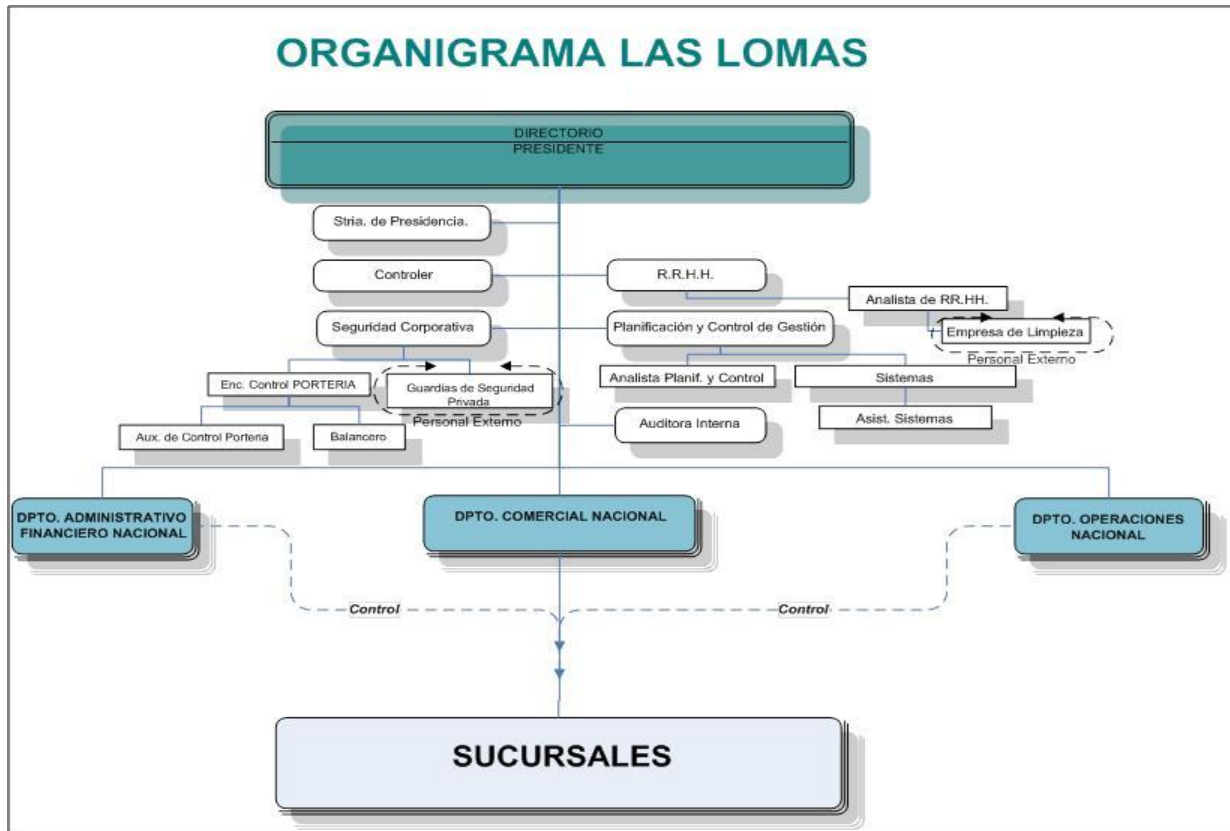 ORGANIGRAMA LAS LOMAS
DIRECTORIO
PRESIDENTE
Stria. de Presidencia.
Controler
R.R.H.H.
Analista de RR.HH.
Seguridad Corporativa
Planificación y Control de Gestión
Empresa de Limpieza
Personal Externo
Enc. Control PORTERIA
Guardias de Seguridad
Privada
Personal Externo
Analista Planif. y Control
Sistemas
Aux. de Control Porteria
Balancero
Auditora Interna
Asist. Sistemas
DPTO. ADMINISTRATIVO
FINANCIERO NACIONAL
DPTO. COMERCIAL NACIONAL
DPTO. OPERACIONES
NACIONAL
Control
Control
SUCURSALES